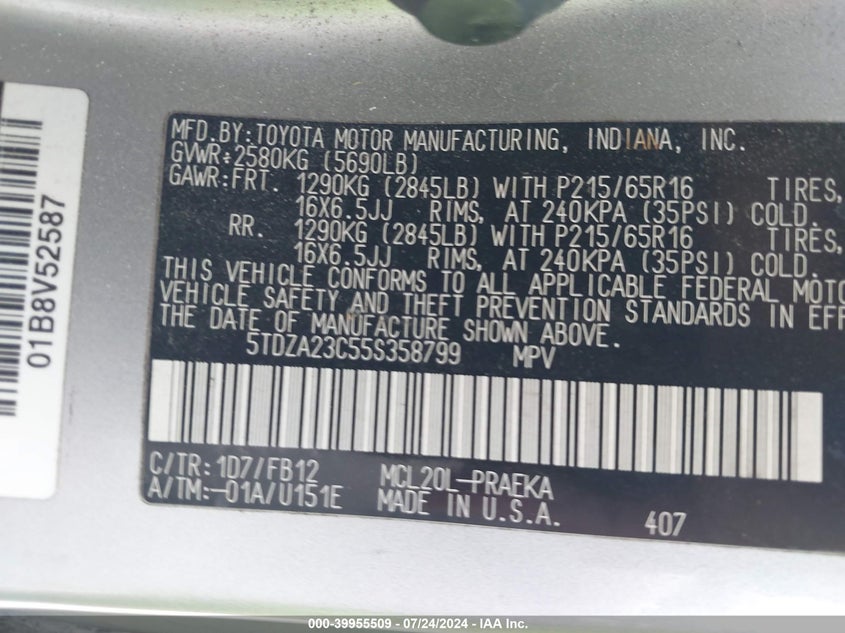 01B8V52587
MFD.BY:TOYOTA MOTOR MANUFACTURING, INDIANA, INC.
GVWR:2580KG (5690LB)
GAWR:FRT. 1290KG (2845LB) WITH P215/65R16 TIRES,
16X6.5JJ RIMS, AT 240KPA (35PSI) COLD.
RR. 1290KG (2845LB) WITH P215/65R16 TIRES,
16X6.5JJ RIMS, AT 240KPA (35PSI) COLD.
THIS VEHICLE CONFORMS TO ALL APPLICABLE FEDERAL MOTO
VEHICLE SAFETY AND THEFT PREVENTION STANDARDS IN EFF
THE DATE OF MANUFACTURE SHOWN ABOVE.
5TDZA23C55S358799 MPV
C/TR: 1D7/FB12 MCL20L-PRAEKA
A/TM:-01A/U151E MADE IN U.S.A. 407
000-39955509 - 07/24/2024 - IAA Inc.